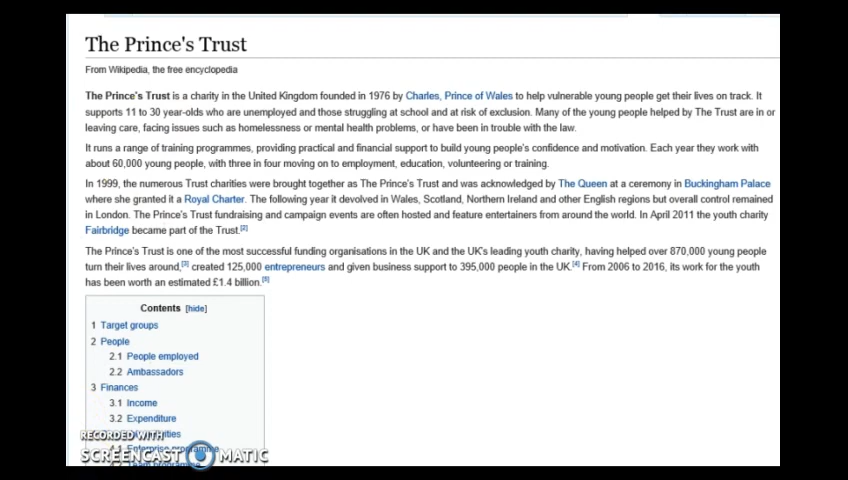 The Prince's Trust
From Wikipedia, the free encyclopedia
The Prince's Trust is a charity in the United Kingdom founded in 1976 by Charles, Prince of Wales to help vulnerable young people get their lives on track. It
supports 11 to 30 year-olds who are unemployed and those struggling at school and at risk of exclusion. Many of the young people helped by The Trust are in or
leaving care, facing issues such as homelessness or mental health problems, or have been in trouble with the law.
It runs a range of training programmes, providing practical and financial support to build young people's confidence and motivation. Each year they work with
about 60,000 young people, with three in four moving on to employment, education, volunteering or training.
In 1999, the numerous Trust charities were brought together as The Prince's Trust and was acknowledged by The Queen at a ceremony in Buckingham Palace
where she granted it a Royal Charter. The following year it devolved in Wales, Scotland, Northern Ireland and other English regions but overall control remained
in London. The Prince's Trust fundraising and campaign events are often hosted and feature entertainers from around the world. In April 2011 the youth charity
Fairbridge became part of the Trust.[2]
The Prince's Trust is one of the most successful funding organisations in the UK and the UK's leading youth charity, having helped over 870,000 young people
turn their lives around,[3] created 125,000 entrepreneurs and given business support to 395,000 people in the UK.[4] From 2006 to 2016, its work for the youth
has been worth an estimated £1.4 billion.[5]
Contents [hide]
1 Target groups
2 People
2.1 People employed
2.2 Ambassadors
3 Finances
3.1 Income
3.2 Expenditure
RECORDED WITH
Enterprise programme
SCREENCAST MATIC
Team programme